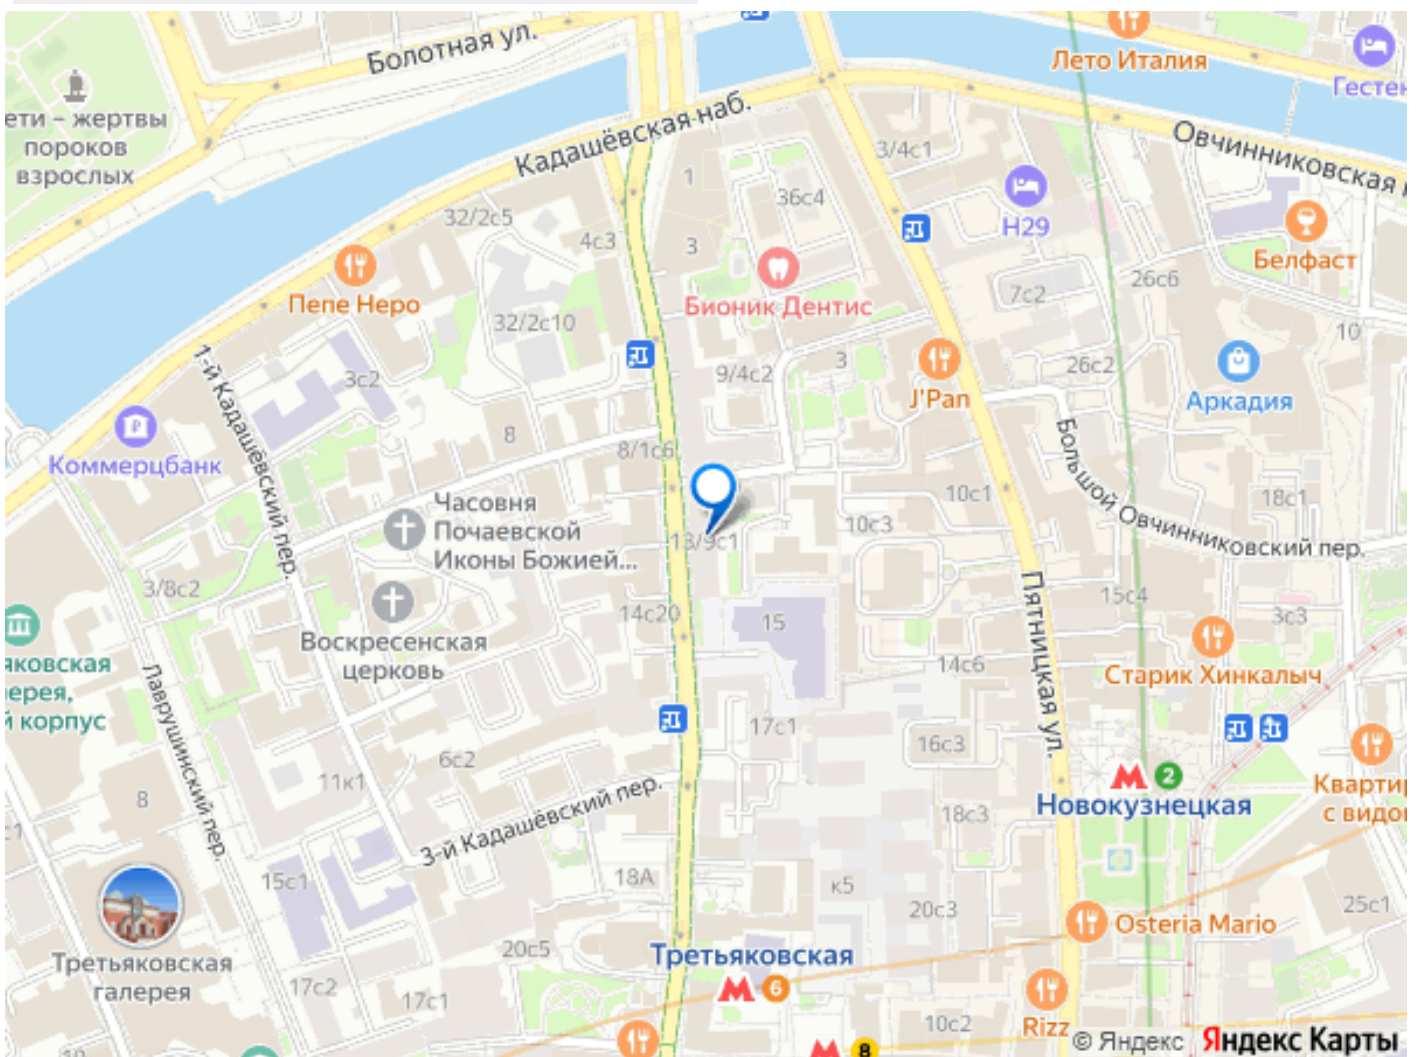 Болотная ул.
Лето Италия
ети – жертвы
пороков
взрослых
Кадашёвская наб.
Овчинниковская
3/4с1
1
36с4
Н29
32/2с5
4с3
3
Белфаст
Пепе Неро
Бионик Дентис
26с6
7с2
32/2с10
10
1-й Кадашёвский пер.
3с2
9/4с2
3
26с2
J'Pan
Аркадия
₽
Коммерцбанк
8
8/1с6
Большой Овчинниковский пер.
Часовня
Почаевской
Иконы Божией...
10с1
18с1
10с3
13/9с1
3/8с2
14с20
15
Пятницкая ул.
15с4
3с3
Воскресенская
церковь
яковская
ерея,
й корпус
Лаврушинский пер.
14с6
Старик Хинкалыч
17с1
16с3
6с2
11к1
8
3-й Кадашёвский пер.
2
Новокузнецкая
Квартир
с видо
18с3
15с1
18А
к5
20с3
25с1
Osteria Mario
Третьяковская
галерея
20с5
Третьяковская
6
17с2
17с1
10с2
Rizz
8
© Яндекс
Яндекс Карты